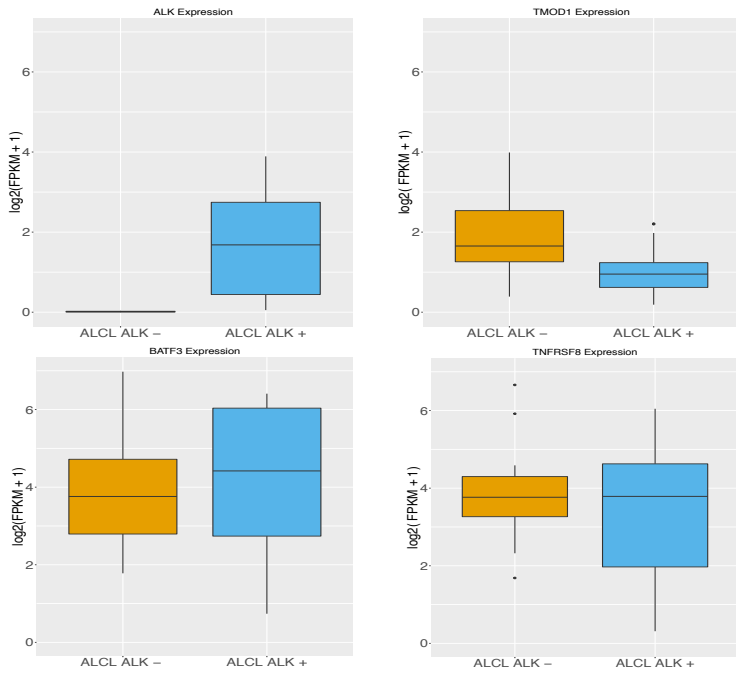 ALK Expression
log2(FPKM + 1)
6
4
2
0
ALCL ALK −
ALCL ALK +
TMOD1 Expression
log2( FPKM + 1)
6
4
2
0
ALCL ALK −
ALCL ALK +
BATF3 Expression
log2(FPKM + 1)
6
4
2
0
ALCL ALK −
ALCL ALK +
TNFRSF8 Expression
log2( FPKM + 1)
6
4
2
0
ALCL ALK −
ALCL ALK +